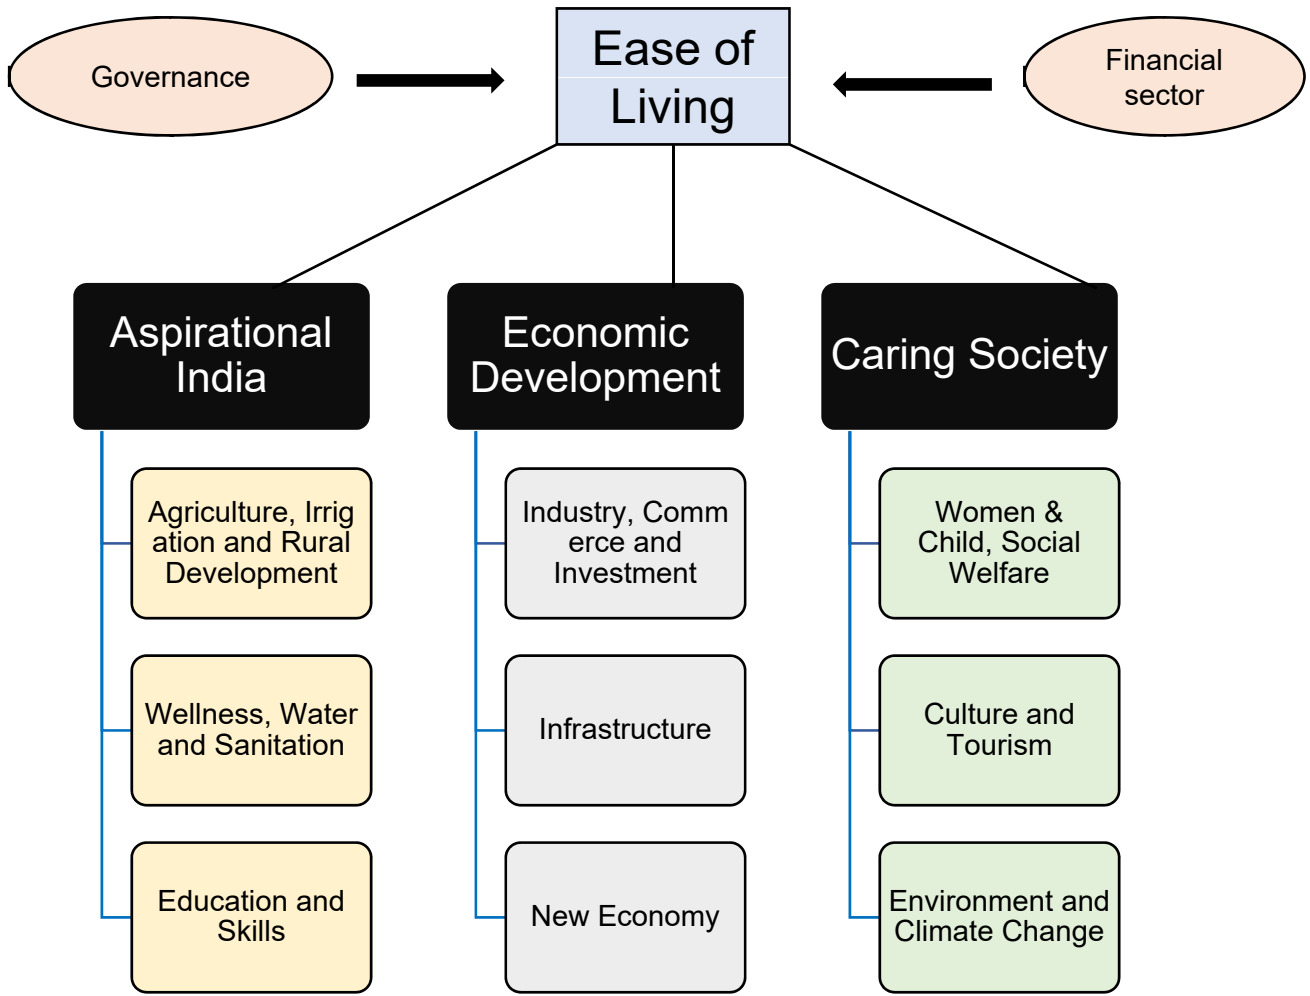 Governance
Ease of
Living
Financial
sector
Aspirational
India
Economic
Development
Caring Society
Agriculture, Irrig
ation and Rural
Development
Industry, Comm
erce and
Investment
Women &
Child, Social
Welfare
Wellness, Water
and Sanitation
Infrastructure
Culture and
Tourism
Education and
Skills
New Economy
Environment and
Climate Change